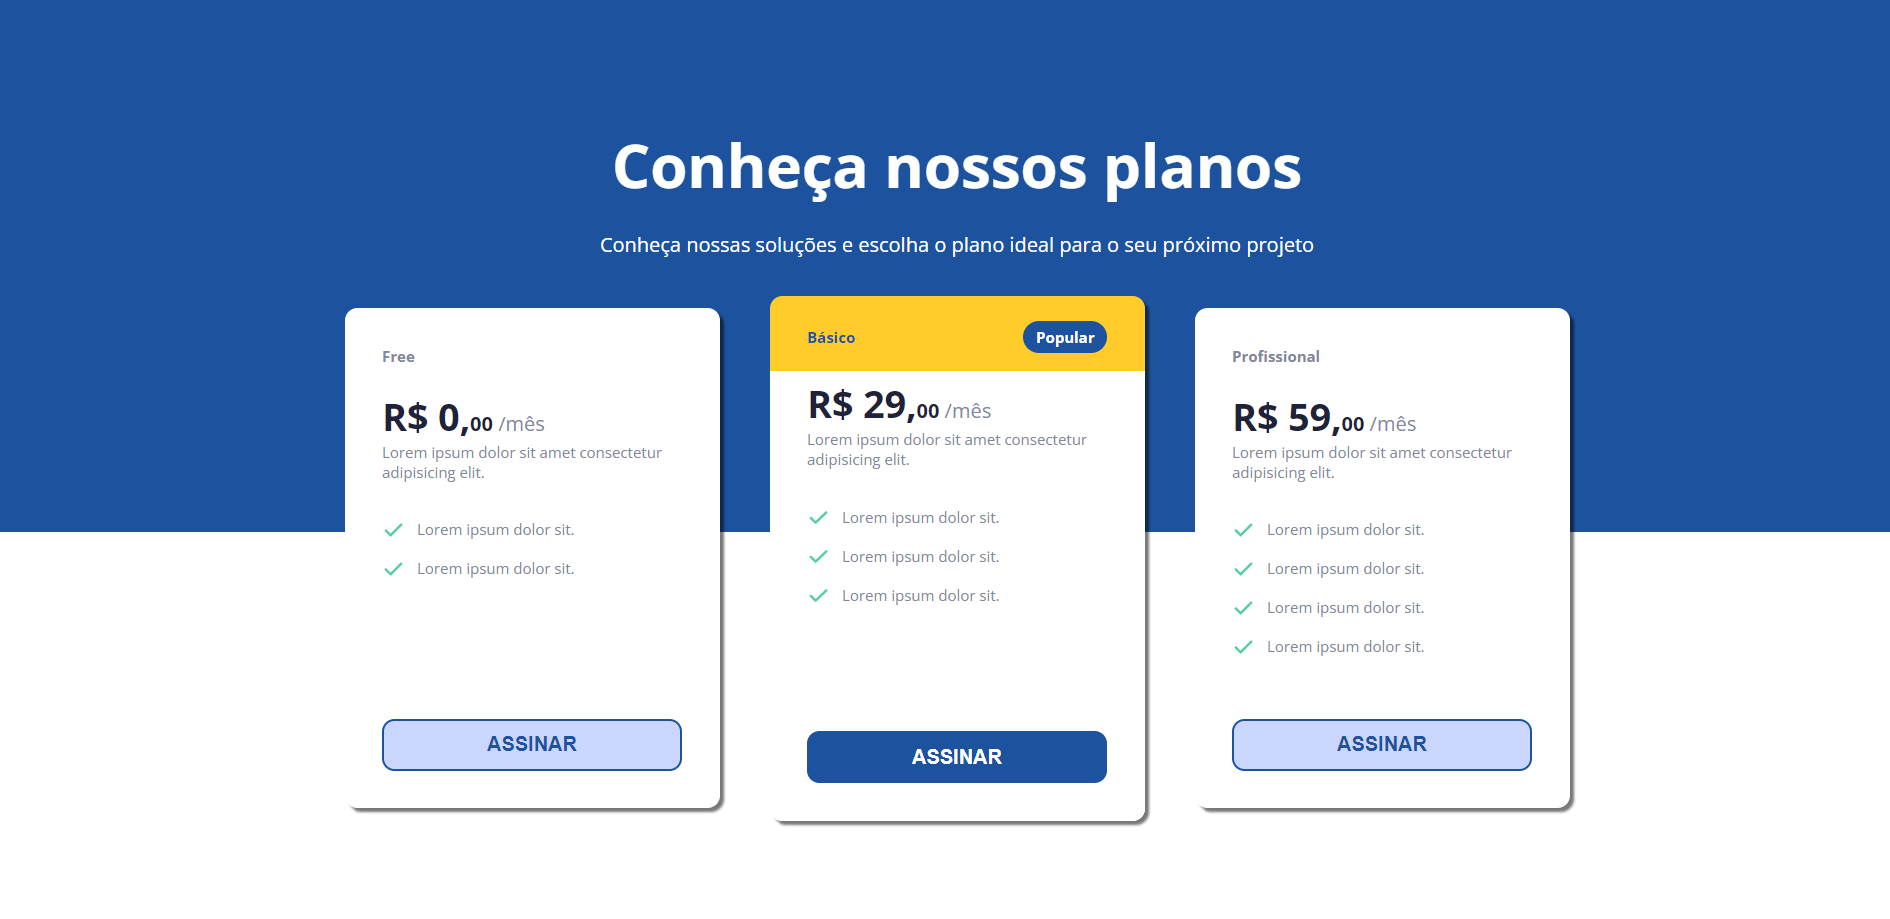 Conheça nossos planos
Conheça nossas soluções e escolha o plano ideal para o seu próximo projeto
Free
R$ 0,00 /mês
Lorem ipsum dolor sit amet consectetur
adipisicing elit.
Lorem ipsum dolor sit.
Lorem ipsum dolor sit.
ASSINAR
Básico
Popular
R$ 29,00 /mês
Lorem ipsum dolor sit amet consectetur
adipisicing elit.
Lorem ipsum dolor sit.
Lorem ipsum dolor sit.
Lorem ipsum dolor sit.
ASSINAR
Profissional
R$ 59,00 /mês
Lorem ipsum dolor sit amet consectetur
adipisicing elit.
Lorem ipsum dolor sit.
Lorem ipsum dolor sit.
Lorem ipsum dolor sit.
Lorem ipsum dolor sit.
ASSINAR